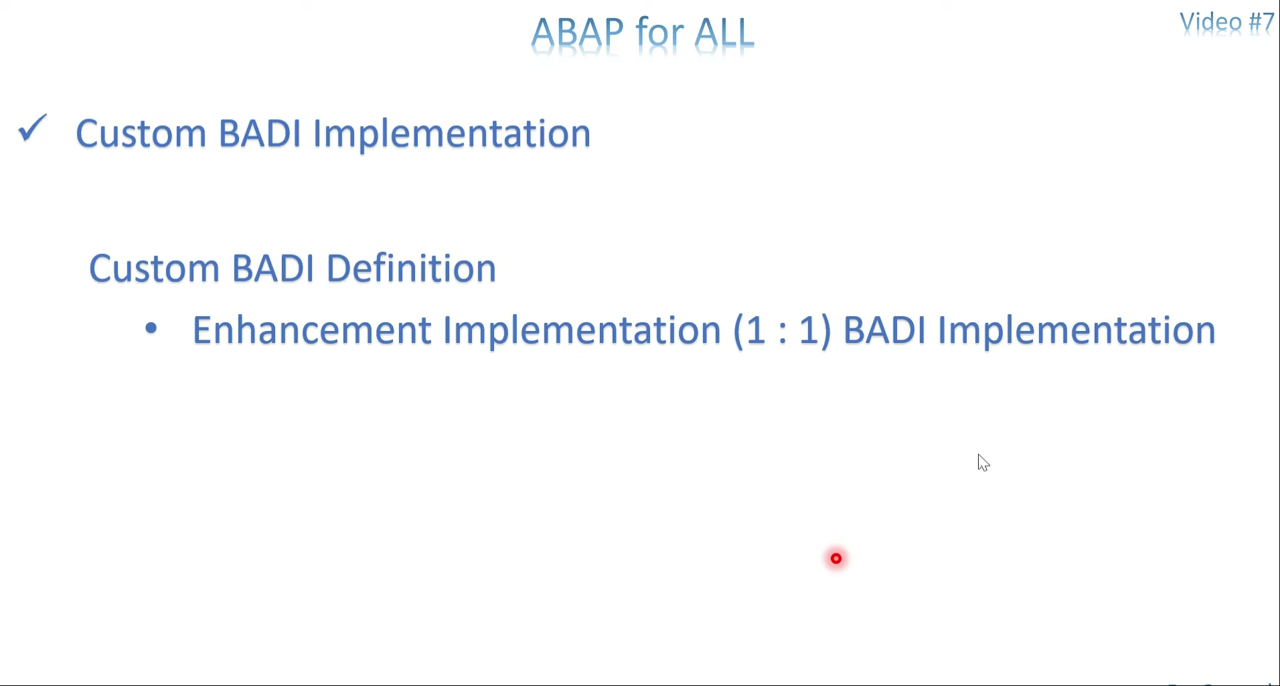 ABAP for ALL
Video #7
✓ Custom BADI Implementation
Custom BADI Definition
• Enhancement Implementation (1 : 1) BADI Implementation